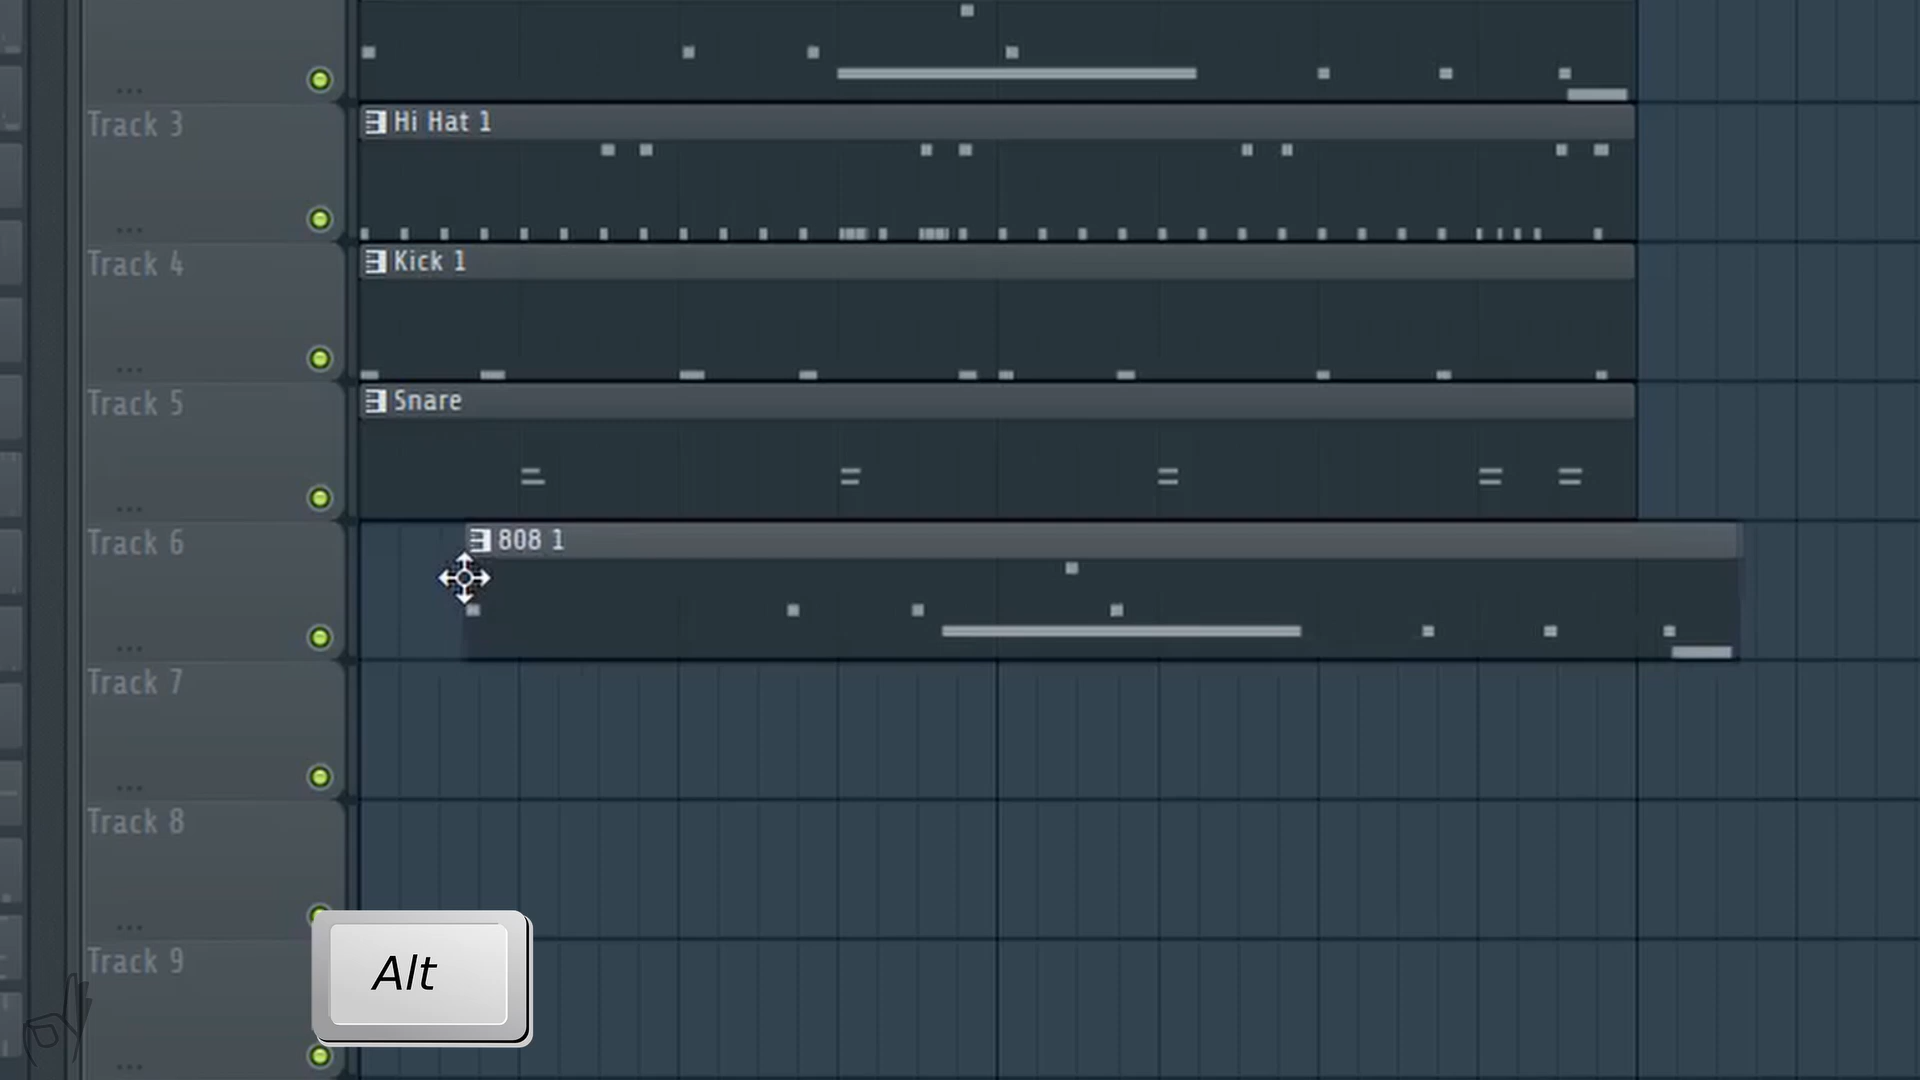 ...
Track 3
Hi Hat 1
...
Track 4
Kick 1
...
Track 5
Snare
...
Track 6
808 1
...
Track 7
...
Track 8
...
Track 9
Alt
...